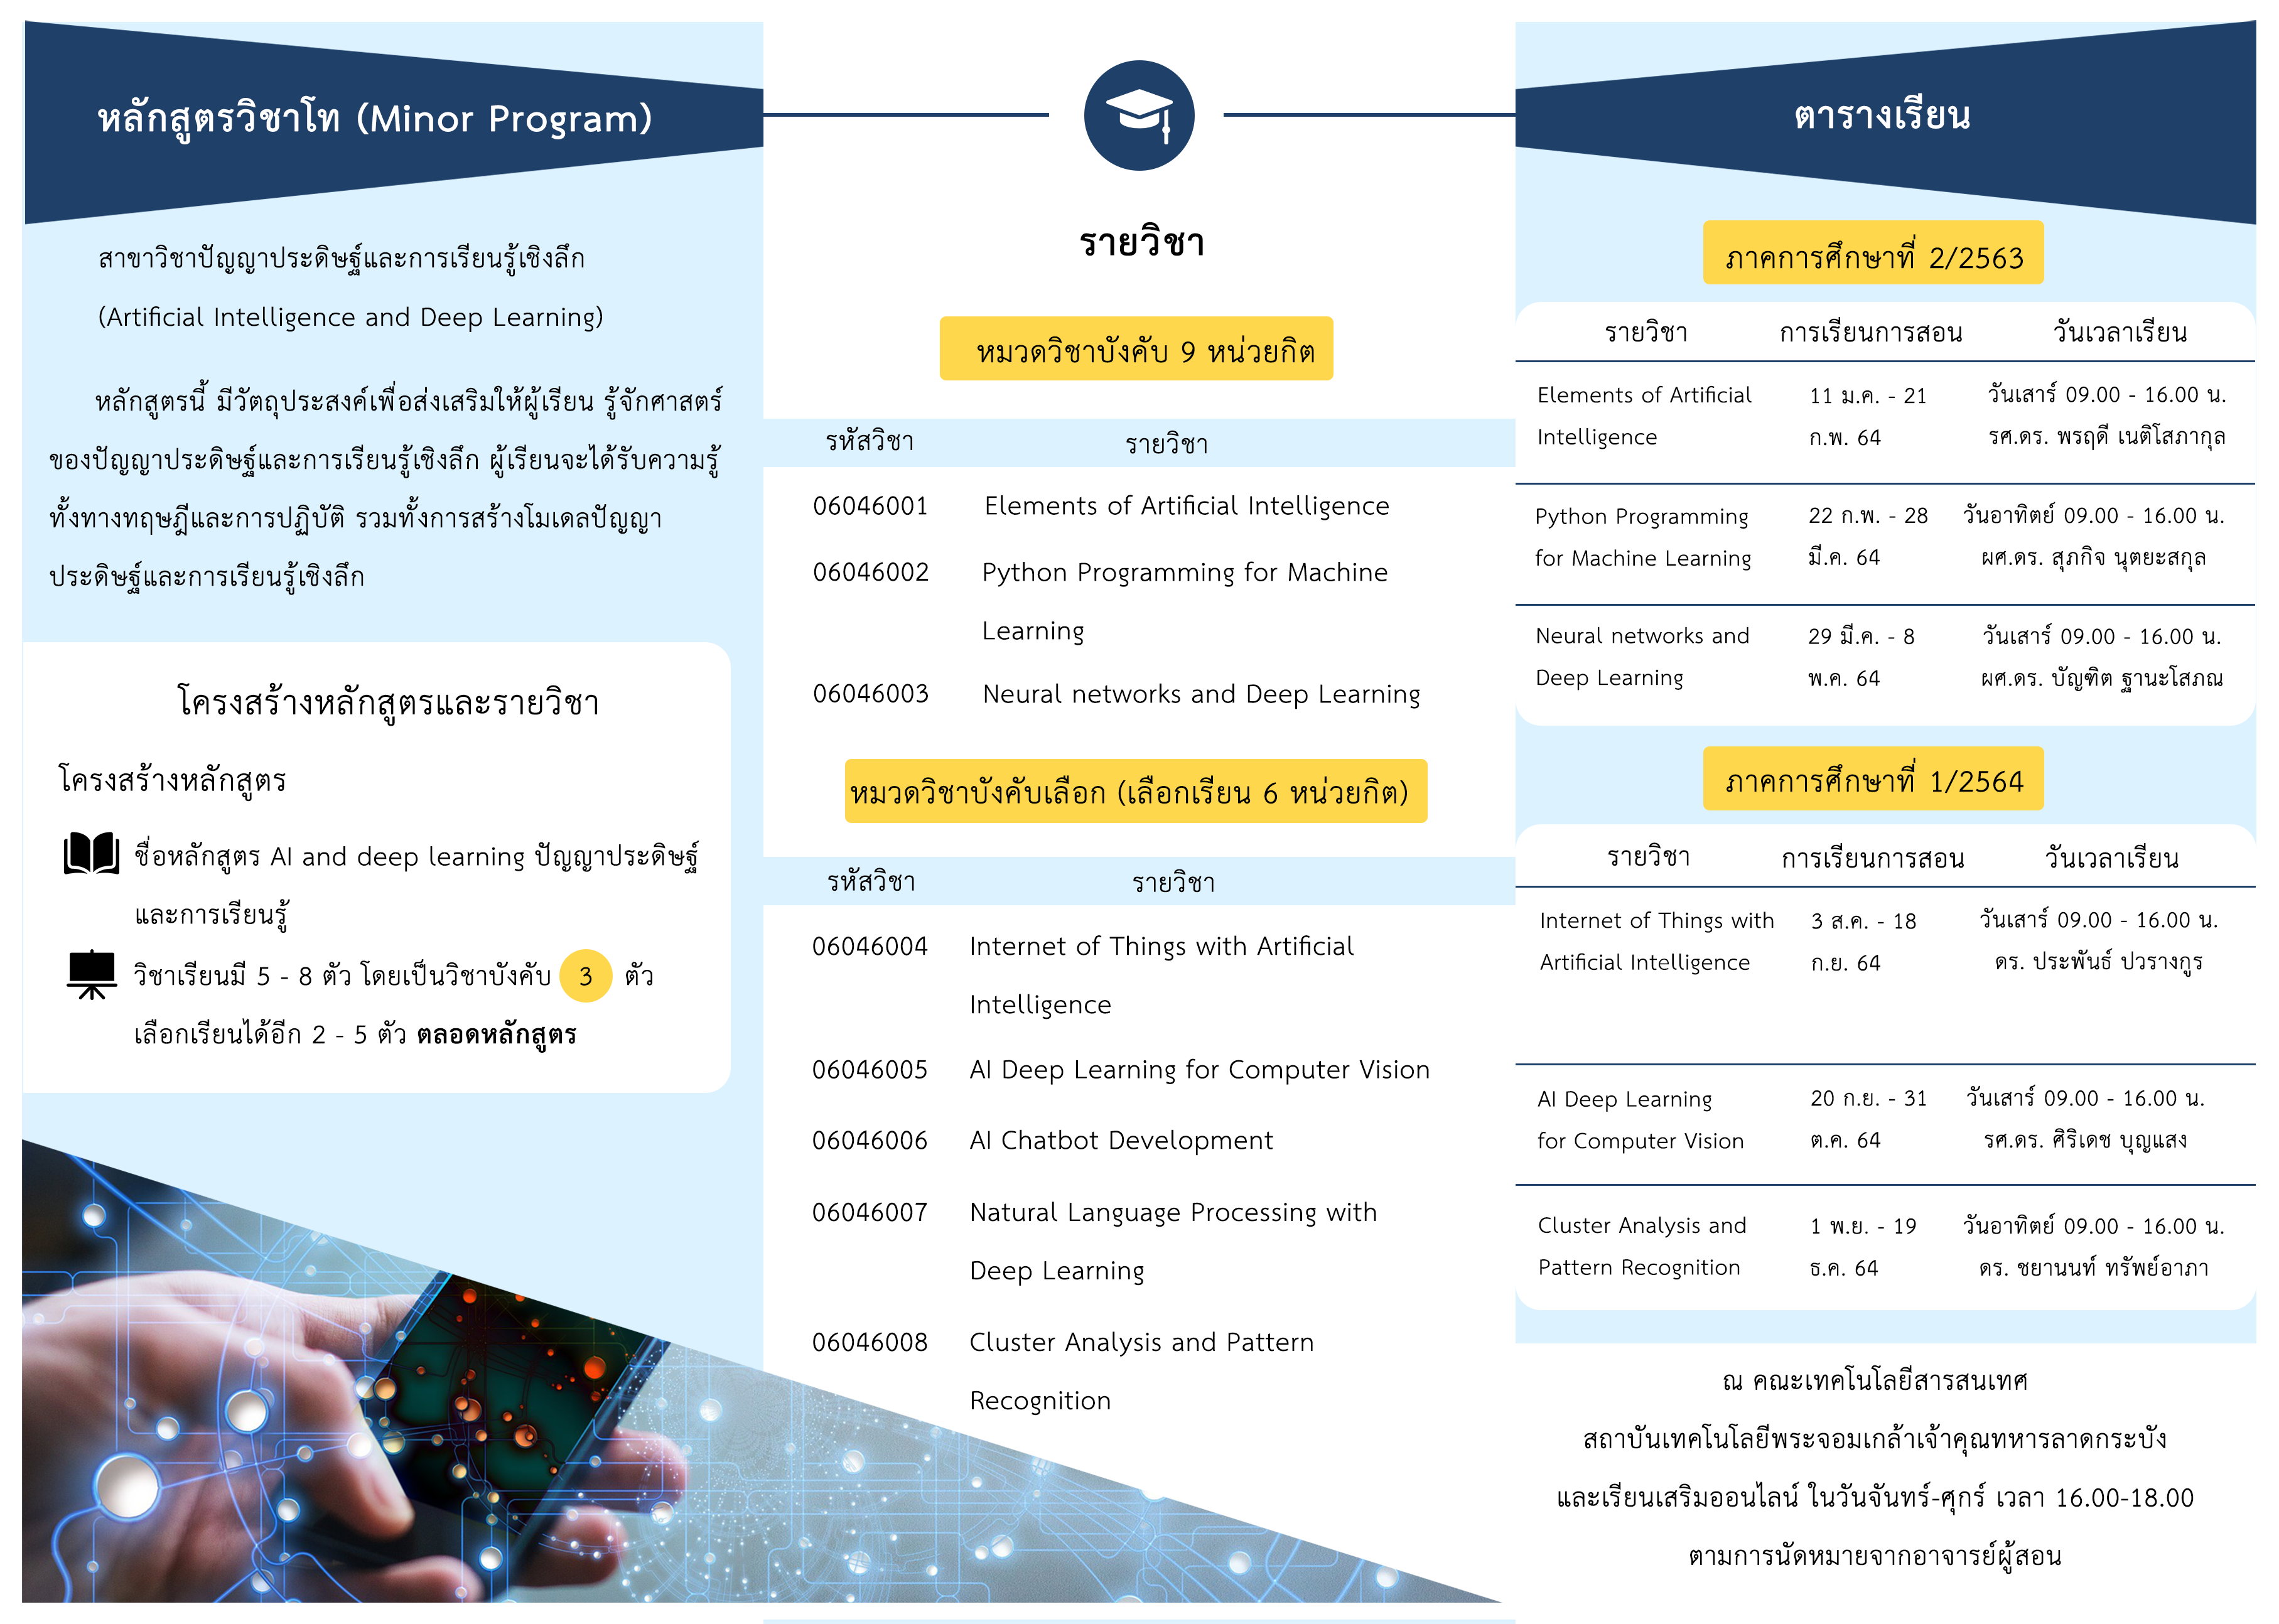 หลักสูตรวิชาโท (Minor Program)
สาขาวิชาปัญญาประดิษฐ์และการเรียนรู้เชิงลึก
(Artificial Intelligence and Deep Learning)
หลักสูตรนี้ มีวัตถุประสงค์เพื่อส่งเสริมให้ผู้เรียน รู้จักศาสตร์
ของปัญญาประดิษฐ์และการเรียนรู้เชิงลึก ผู้เรียนจะได้รับความรู้
ทั้งทางทฤษฎีและการปฏิบัติ รวมทั้งการสร้างโมเดลปัญญา
ประดิษฐ์และการเรียนรู้เชิงลึก
โครงสร้างหลักสูตรและรายวิชา
โครงสร้างหลักสูตร
ชื่อหลักสูตร AI and deep learning ปัญญาประดิษฐ์
และการเรียนรู้
วิชาเรียนมี 5 - 8 ตัว โดยเป็นวิชาบังคับ 3 ตัว
เลือกเรียนได้อีก 2 - 5 ตัว ตลอดหลักสูตร
รายวิชา
หมวดวิชาบังคับ 9 หน่วยกิต
รหัสวิชา รายวิชา
06046001 Elements of Artificial Intelligence
06046002 Python Programming for Machine
Learning
06046003 Neural networks and Deep Learning
หมวดวิชาบังคับเลือก (เลือกเรียน 6 หน่วยกิต)
รหัสวิชา รายวิชา
06046004 Internet of Things with Artificial
Intelligence
06046005 AI Deep Learning for Computer Vision
06046006 AI Chatbot Development
06046007 Natural Language Processing with
Deep Learning
06046008 Cluster Analysis and Pattern
Recognition
ตารางเรียน
ภาคการศึกษาที่ 2/2563
รายวิชา การเรียนการสอน วันเวลาเรียน
Elements of Artificial 11 ม.ค. - 21 วันเสาร์ 09.00 - 16.00 น.
Intelligence ก.พ. 64 รศ.ดร. พรฤดี เนติโสภากุล
Python Programming 22 ก.พ. - 28 วันอาทิตย์ 09.00 - 16.00 น.
for Machine Learning มี.ค. 64 ผศ.ดร. สุภกิจ นุตยะสกุล
Neural networks and 29 มี.ค. - 8 วันเสาร์ 09.00 - 16.00 น.
Deep Learning พ.ค. 64 ผศ.ดร. บัญฑิต ฐานะโสภณ
ภาคการศึกษาที่ 1/2564
รายวิชา การเรียนการสอน วันเวลาเรียน
Internet of Things with 3 ส.ค. - 18 วันเสาร์ 09.00 - 16.00 น.
Artificial Intelligence ก.ย. 64 ดร. ประพันธ์ ปวรางกูร
AI Deep Learning 20 ก.ย. - 31 วันเสาร์ 09.00 - 16.00 น.
for Computer Vision ต.ค. 64 รศ.ดร. ศิริเดช บุญแสง
Cluster Analysis and 1 พ.ย. - 19 วันอาทิตย์ 09.00 - 16.00 น.
Pattern Recognition ธ.ค. 64 ดร. ชยานนท์ ทรัพย์อาภา
ณ คณะเทคโนโลยีสารสนเทศ
สถาบันเทคโนโลยีพระจอมเกล้าเจ้าคุณทหารลาดกระบัง
และเรียนเสริมออนไลน์ ในวันจันทร์-ศุกร์ เวลา 16.00-18.00
ตามการนัดหมายจากอาจารย์ผู้สอน